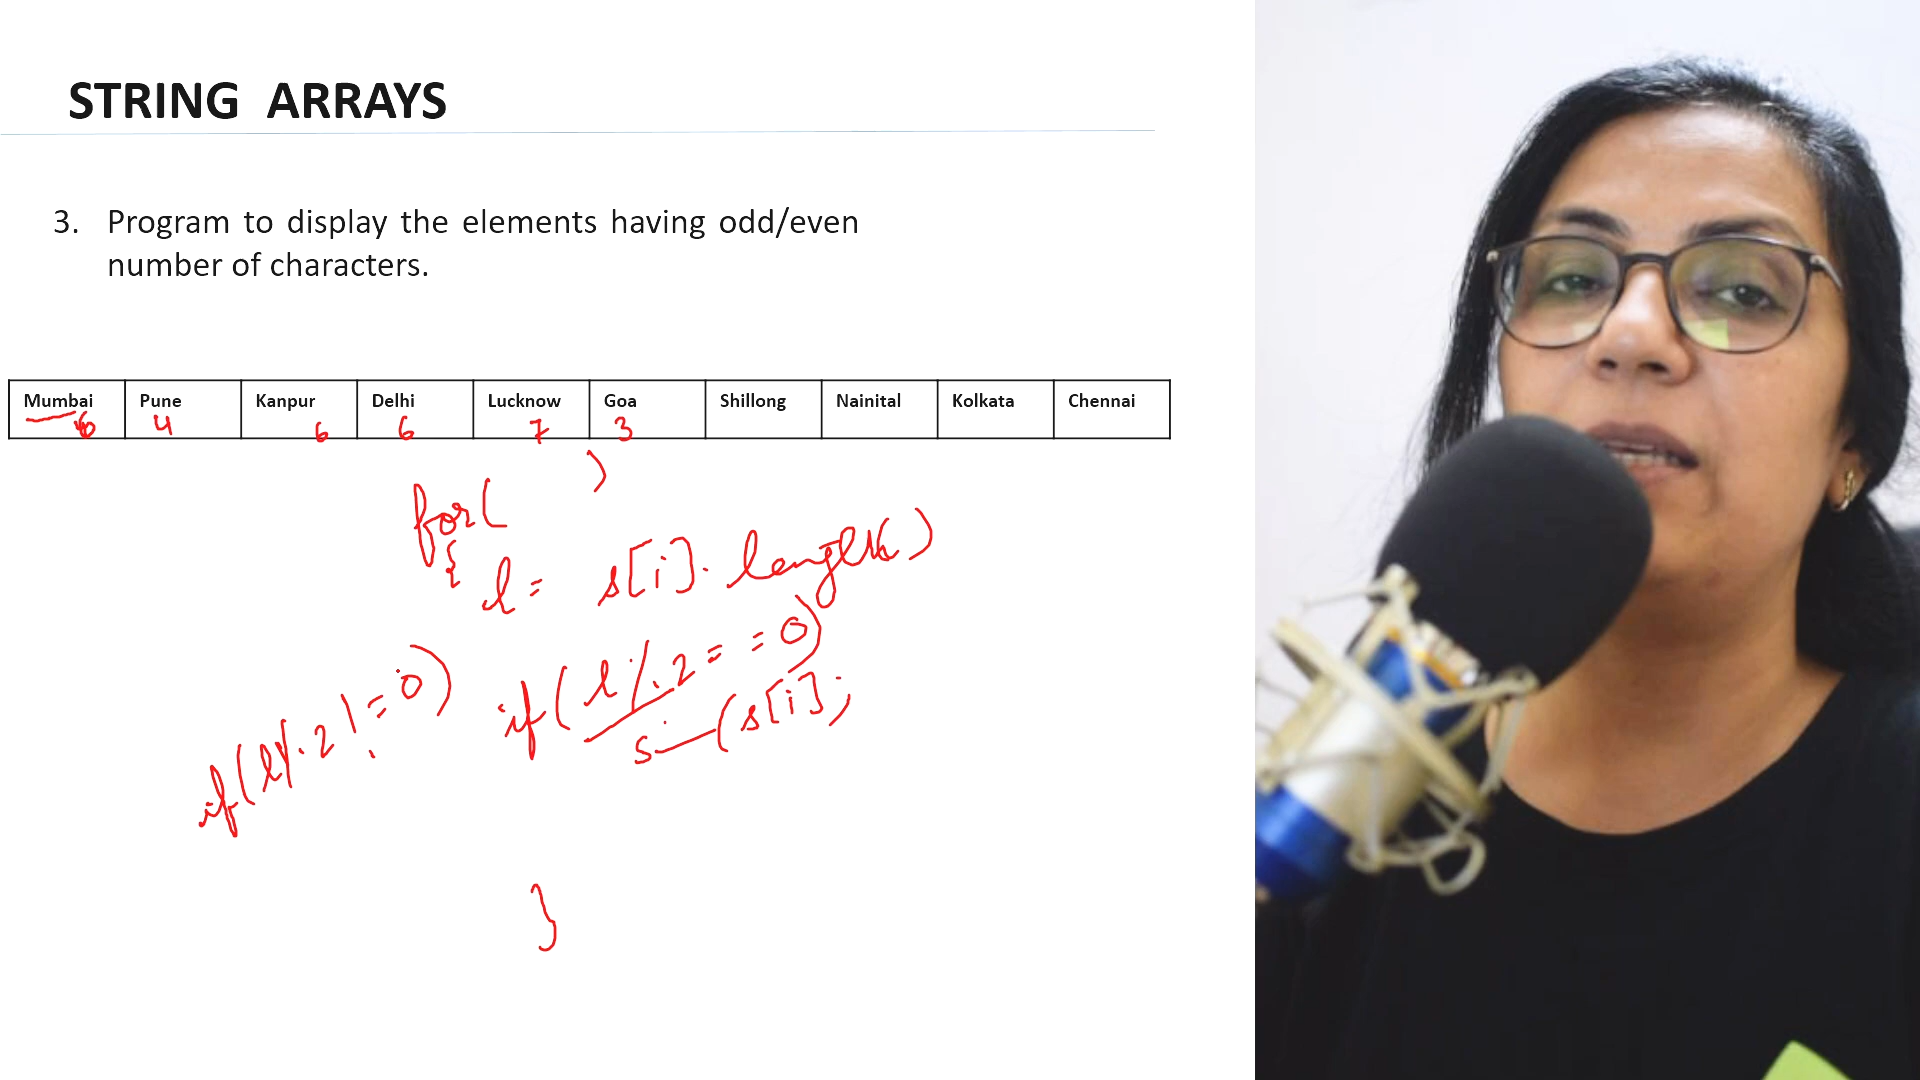 STRING ARRAYS
3. Program to display the elements having odd/even
number of characters.
Mumbai Pune Kanpur Delhi Lucknow Goa Shillong Nainital Kolkata Chennai
6 4 6 6 7 3
for( )
{
l = s[i].length()
if(l%2==0)
if(l%2!=0)
s—(s[i];
}